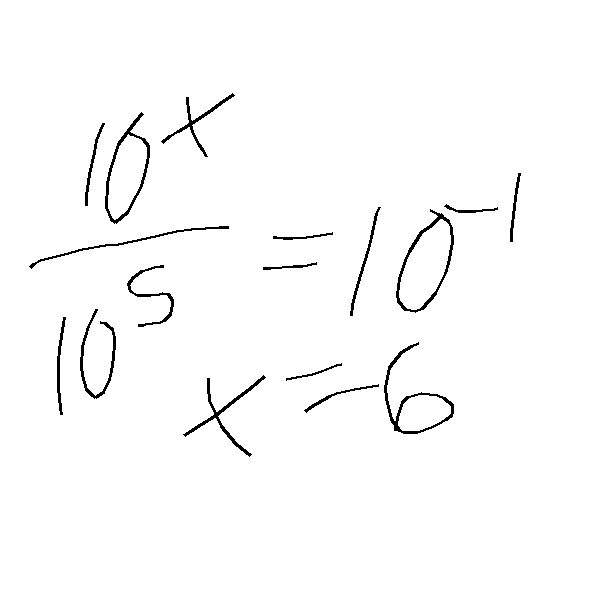 10^x / 10^5 = 10^-1
x = 6